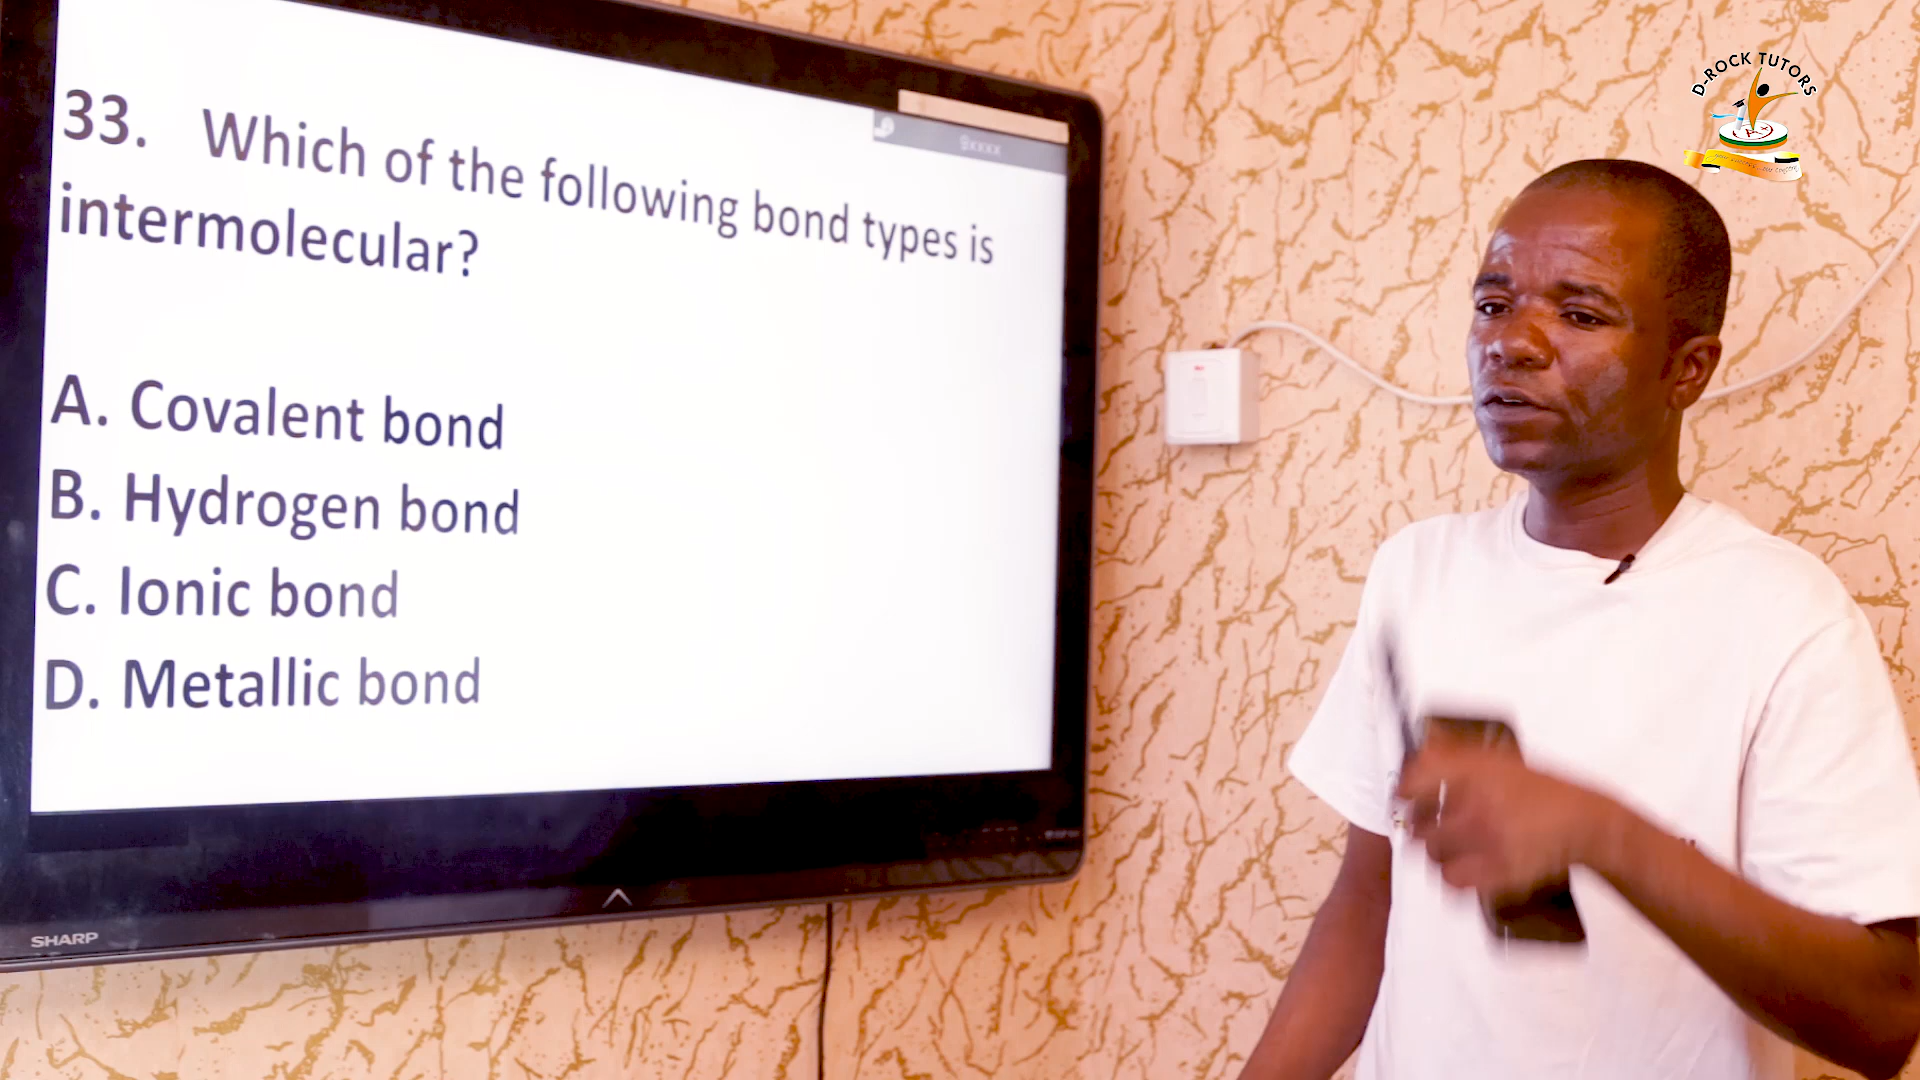 33. Which of the following bond types is
intermolecular?
A. Covalent bond
B. Hydrogen bond
C. Ionic bond
D. Metallic bond
SHARP
D-ROCK TUTORS
A+